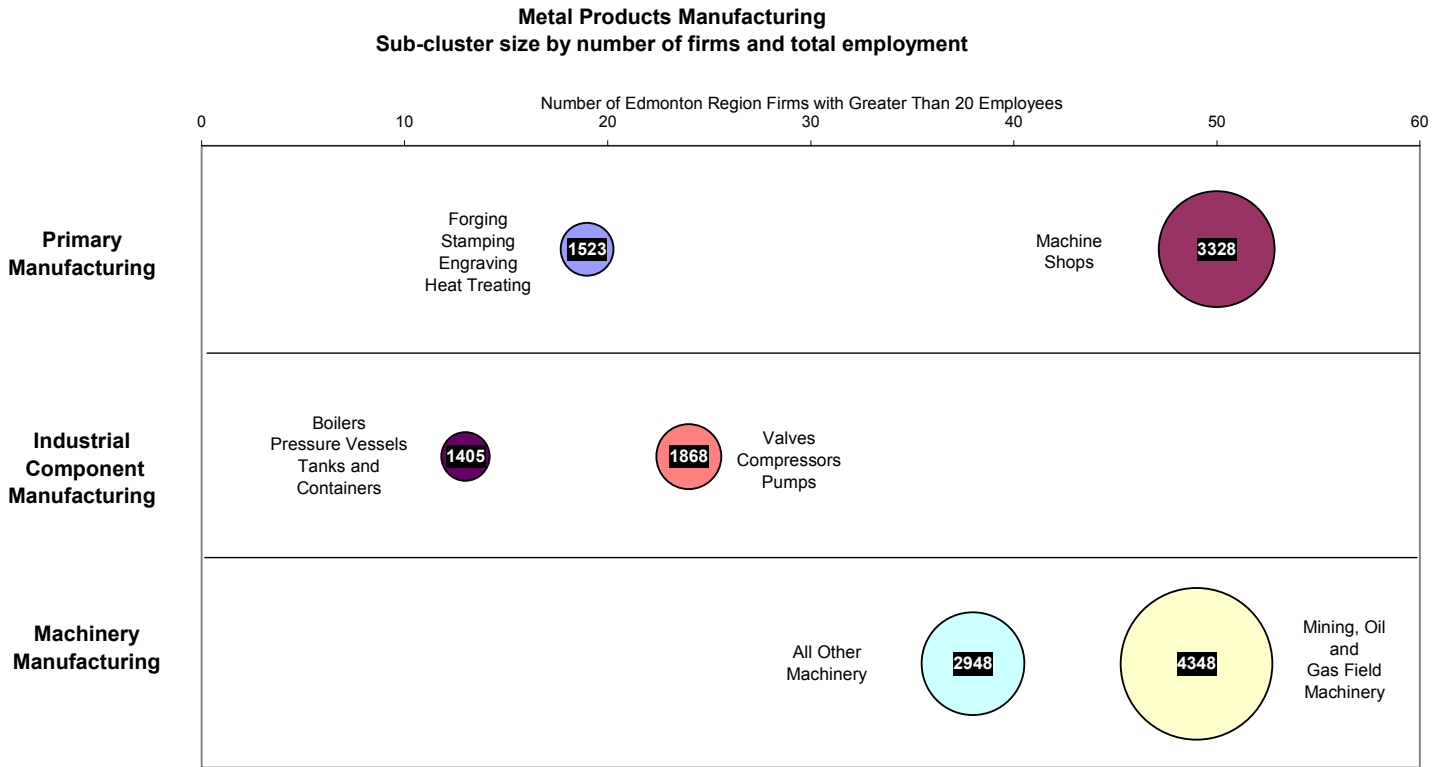 Metal Products Manufacturing
Sub-cluster size by number of firms and total employment
Number of Edmonton Region Firms with Greater Than 20 Employees
0 10 20 30 40 50 60
Primary
Manufacturing
Forging
Stamping
Engraving
Heat Treating
1523
Machine
Shops
3328
Industrial
Component
Manufacturing
Boilers
Pressure Vessels
Tanks and
Containers
1405
1868
Valves
Compressors
Pumps
Machinery
Manufacturing
All Other
Machinery
2948
4348
Mining, Oil
and
Gas Field
Machinery